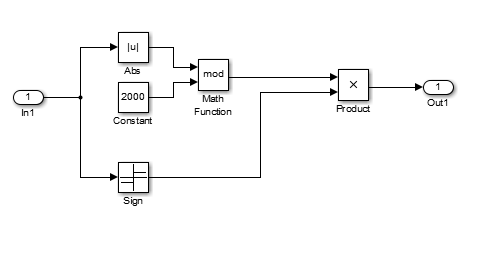 |u|
Abs
mod
Math
Function
2000
Constant
1
In1
×
Product
1
Out1
Sign